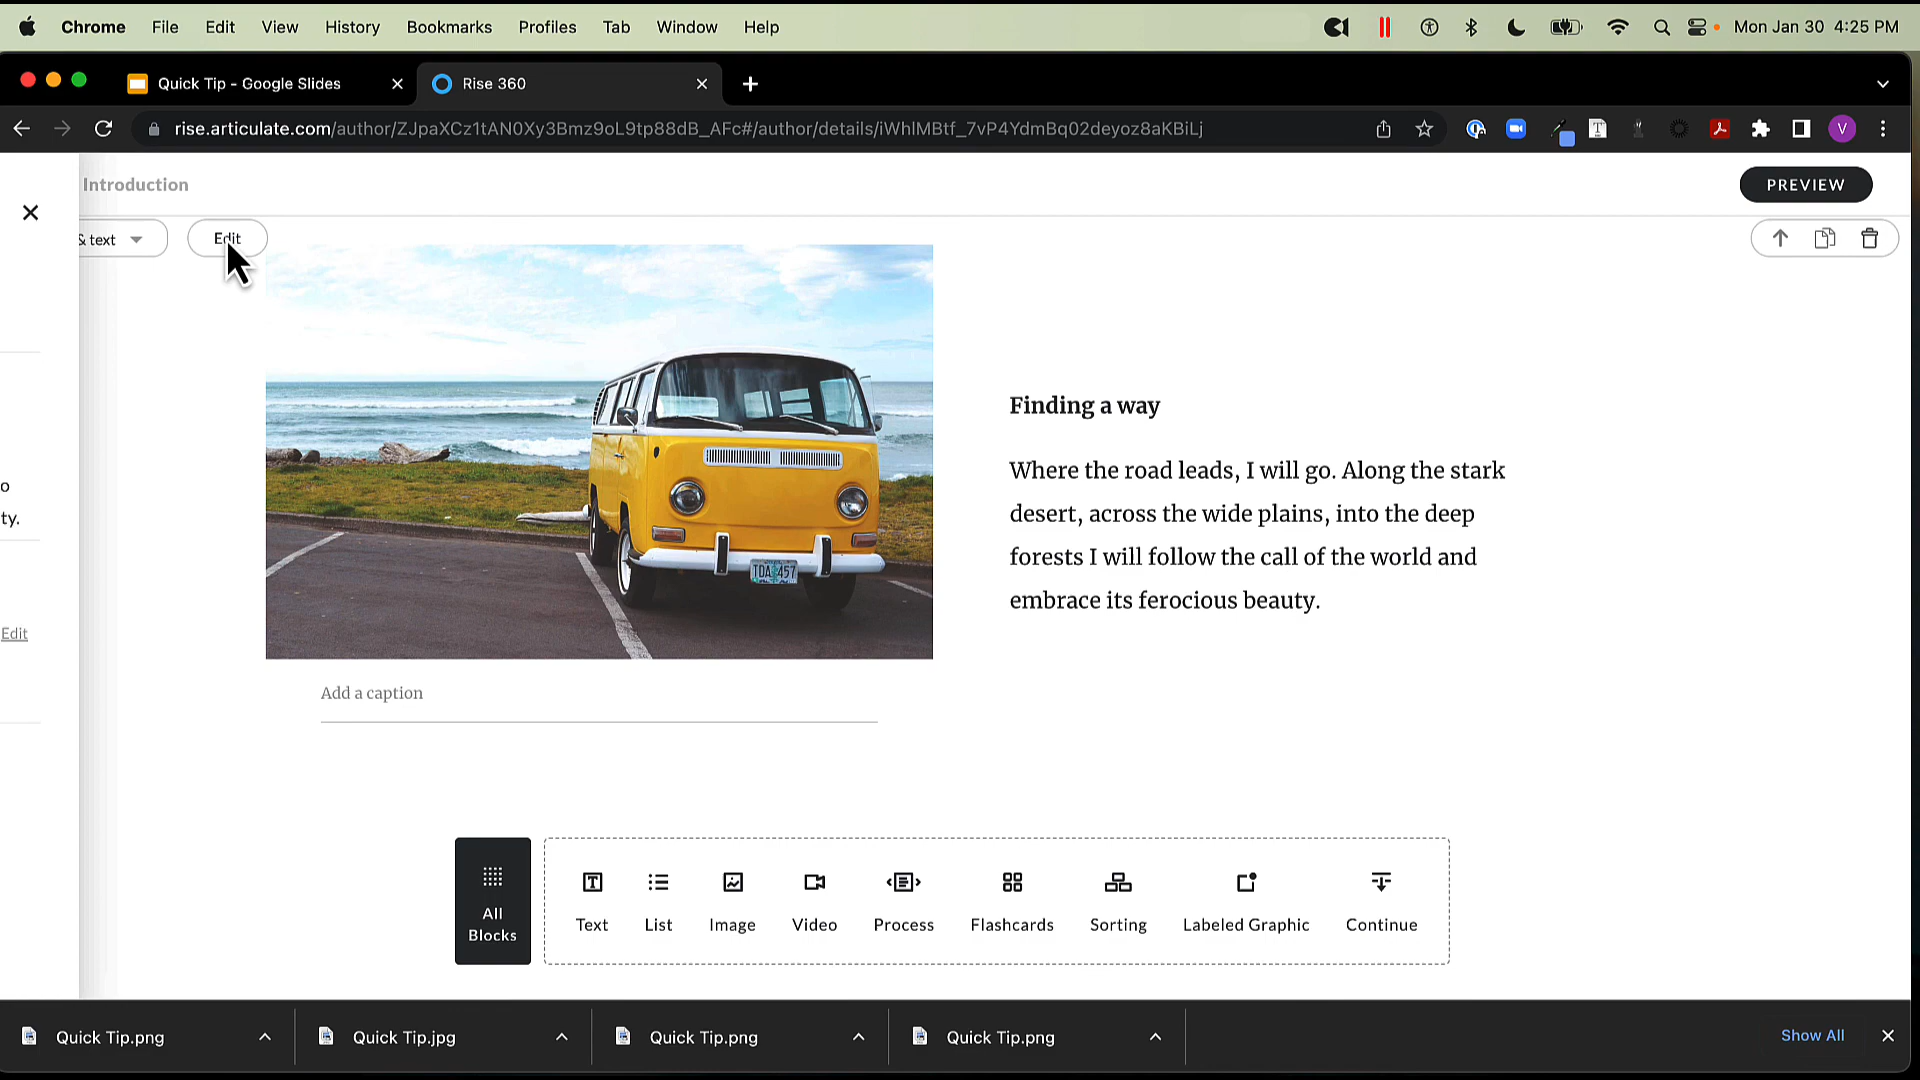 Chrome File Edit View History Bookmarks Profiles Tab Window Help Mon Jan 30 4:25 PM
Quick Tip - Google Slides
Rise 360
rise.articulate.com/author/ZJpaXCz1tAN0Xy3Bmz9oL9tp88dB_AFc#/author/details/iWhlMBtf_7vP4YdmBq02deyoz8aKBiLj
V
Introduction
PREVIEW
& text
Edit
Finding a way
Where the road leads, I will go. Along the stark
desert, across the wide plains, into the deep
forests I will follow the call of the world and
embrace its ferocious beauty.
o
ty.
Edit
TDA 457
Add a caption
All
Blocks
Text
List
Image
Video
Process
Flashcards
Sorting
Labeled Graphic
Continue
Quick Tip.png
Quick Tip.jpg
Quick Tip.png
Quick Tip.png
Show All